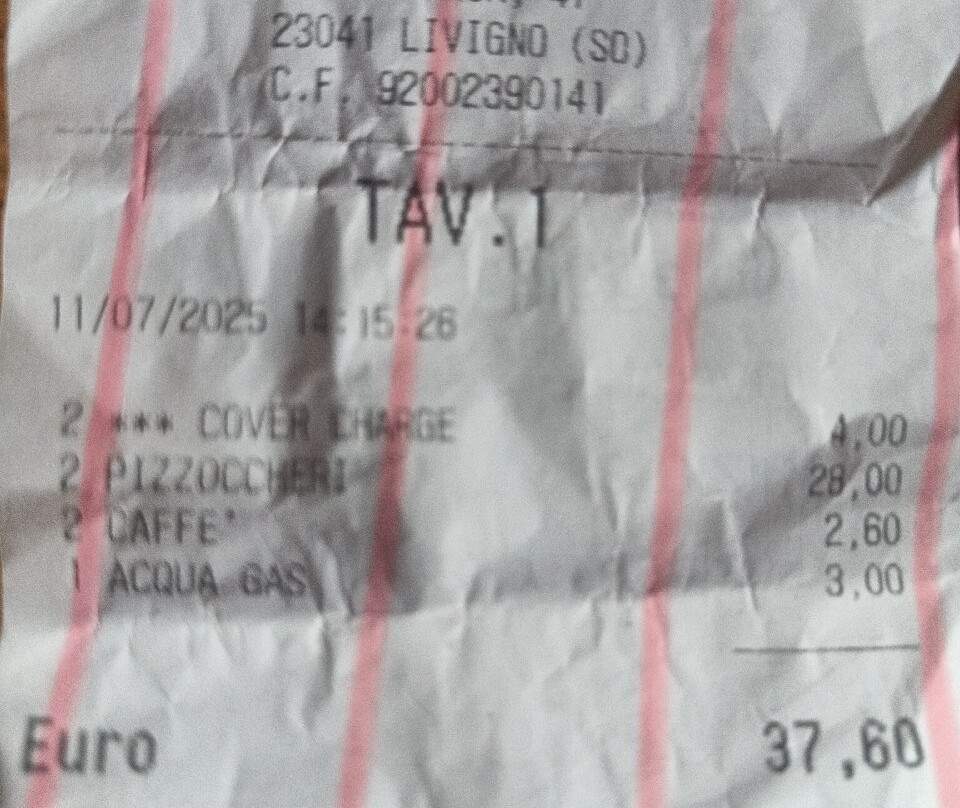 23041 LIVIGNO (SO)
C.F. 92002390141
TAV.1
11/07/2025 14:15:26
2 *** COVER CHARGE 4,00
2 PIZZOCCHERI 28,00
2 CAFFE' 2,60
1 ACQUA GAS 3,00
Euro 37,60